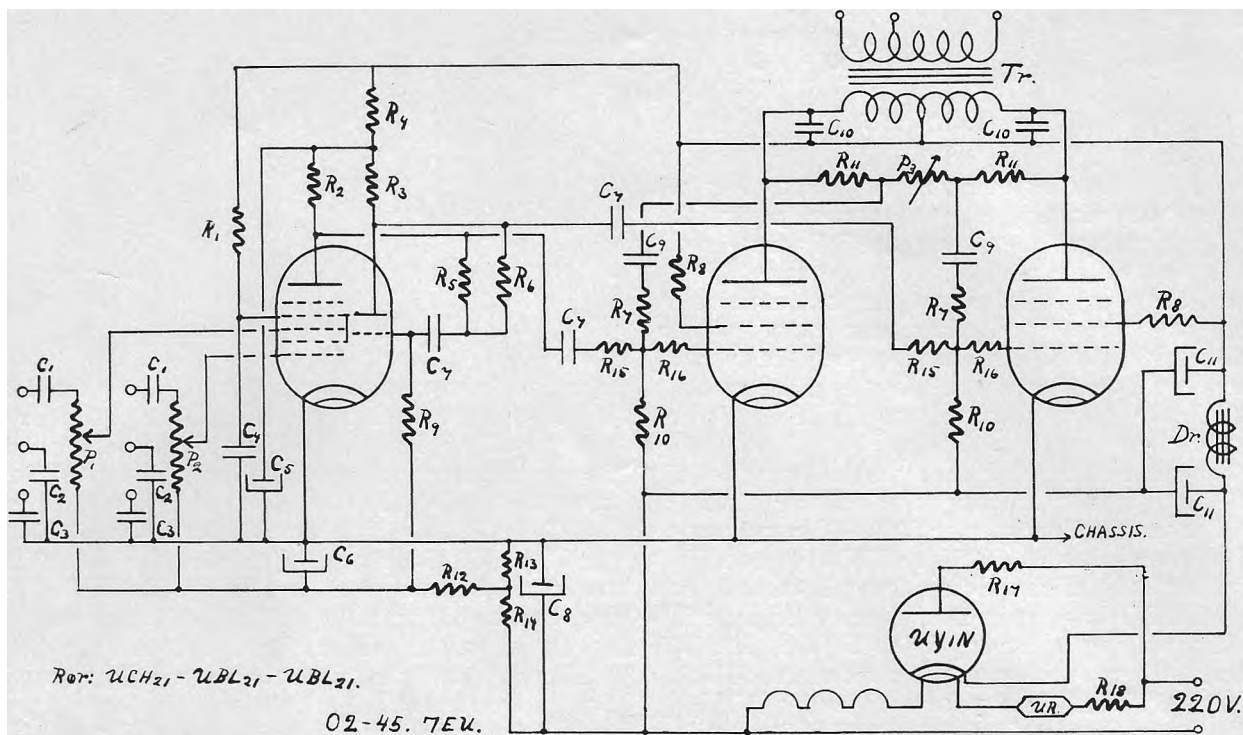 Tr.
C10
C10
R4
R11
P3
R11
R2
R3
C7
R1
C9
C9
R5
R6
R8
R7
R7
R8
C7
C7
R15
R16
R15
R16
C1
C1
C11
P1
P2
R9
R10
R10
Dr.
C4
C5
C2
C2
C11
C3
C3
CHASSIS.
C6
R13
R12
C8
R14
R17
UY1N
Rør: UCH21 - UBL21 - UBL21.
UR.
R18
220V.
02-45. 7EU.